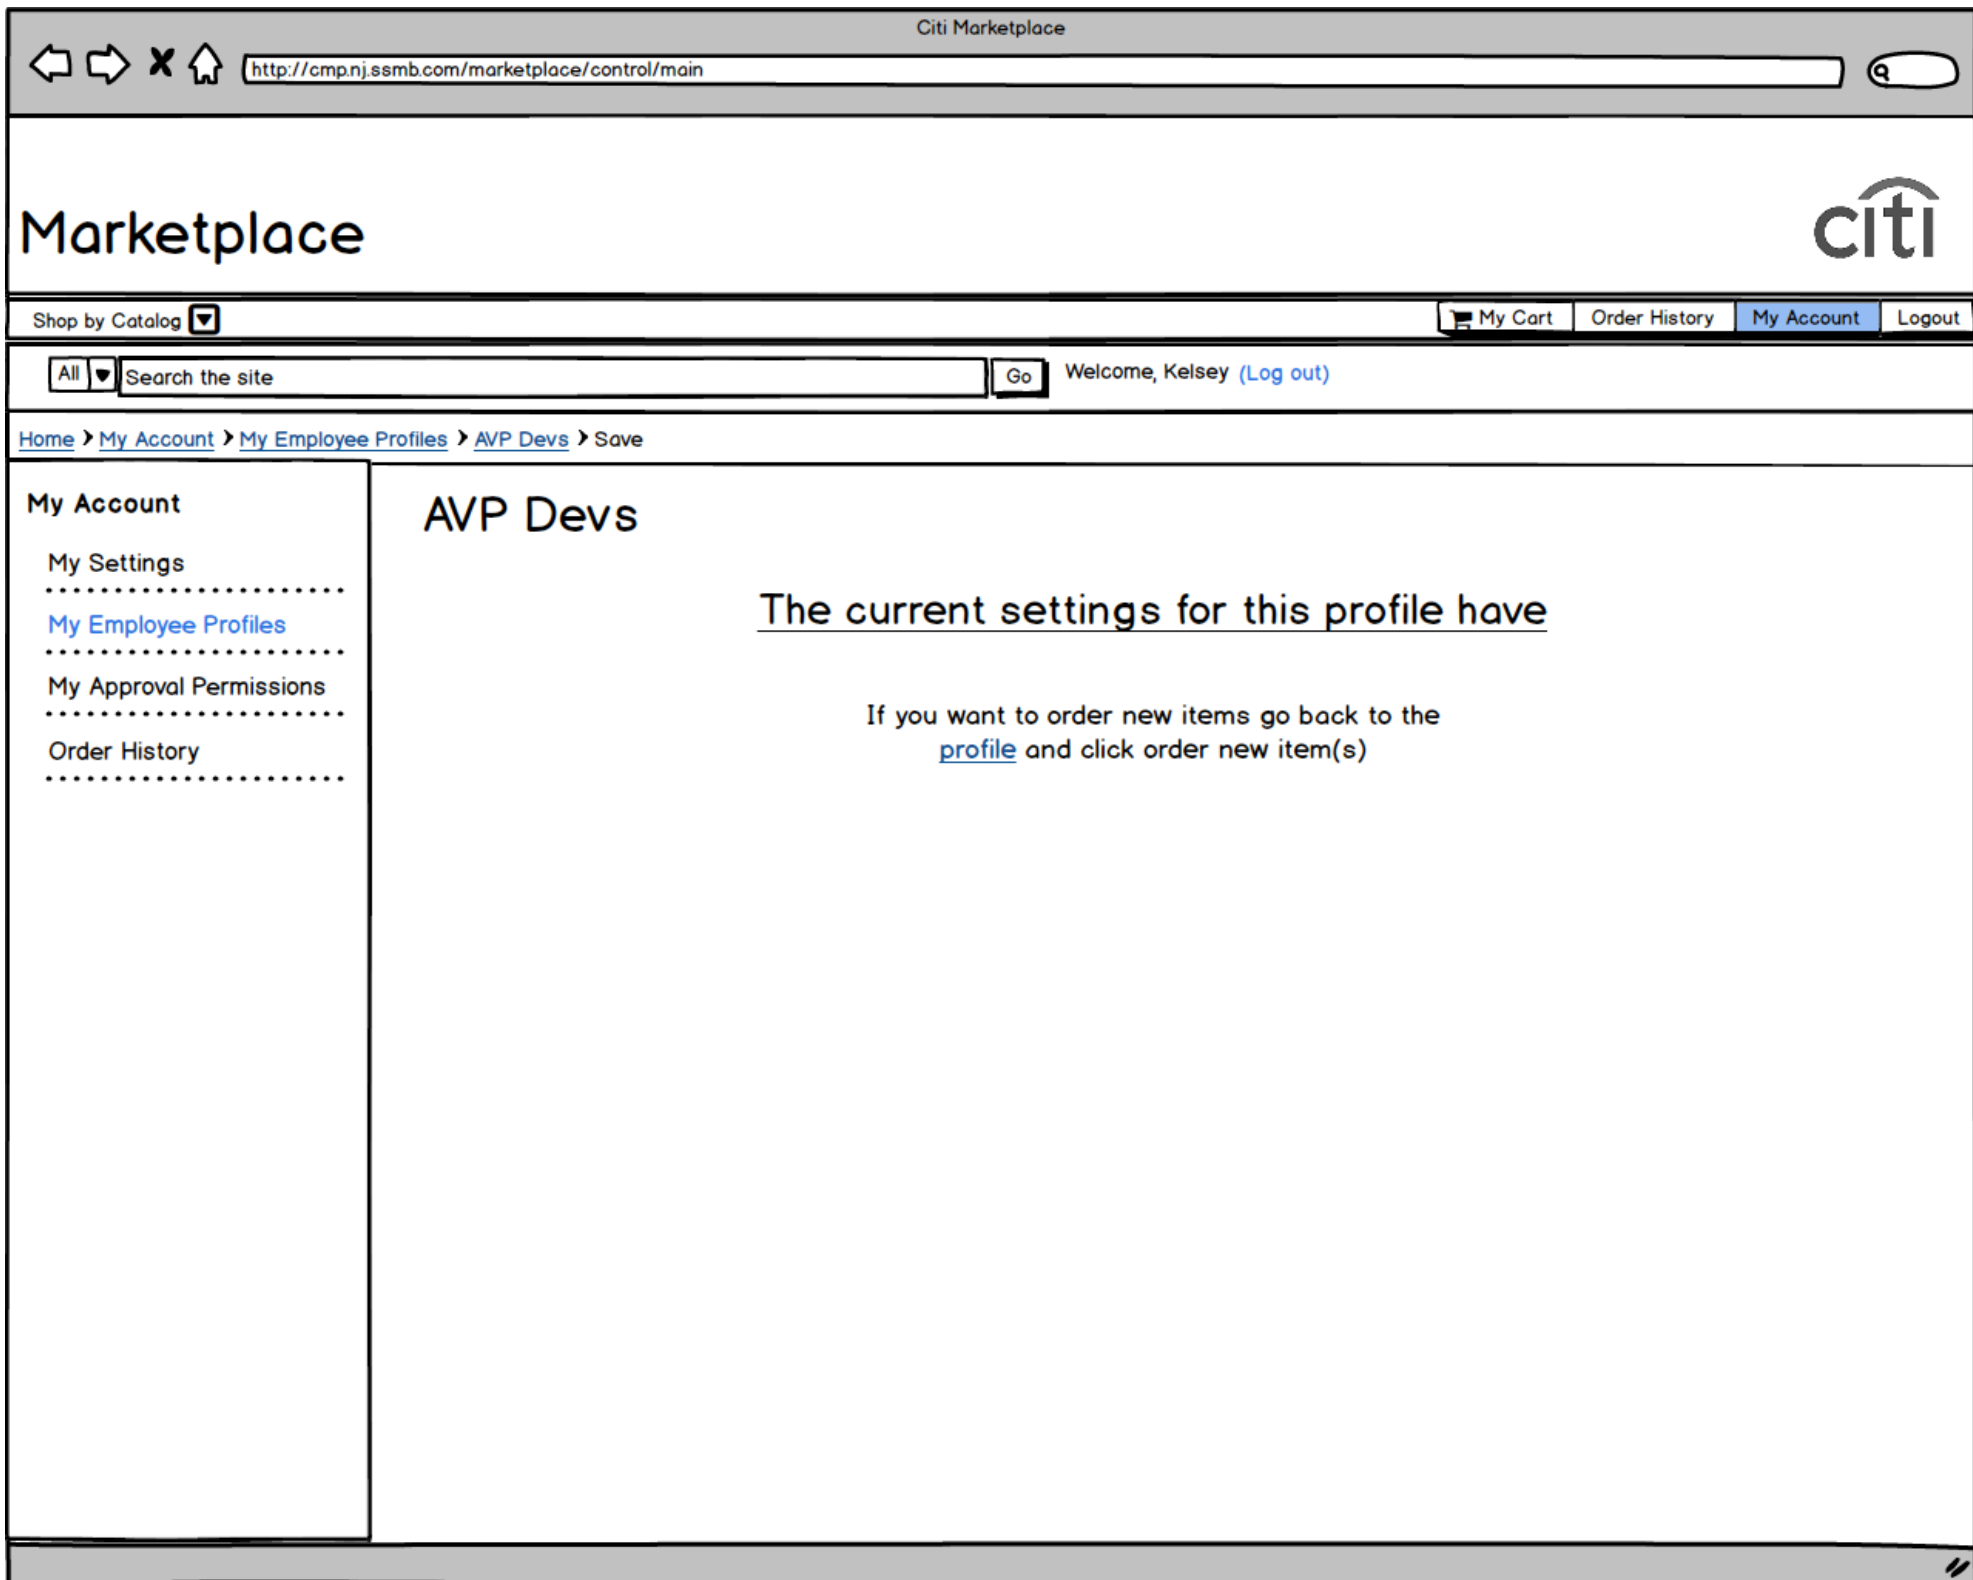 Citi Marketplace
http://cmp.nj.ssmb.com/marketplace/control/main
Marketplace
citi
Shop by Catalog
My Cart
Order History
My Account
Logout
All
Search the site
Go
Welcome, Kelsey (Log out)
Home > My Account > My Employee Profiles > AVP Devs > Save
My Account
My Settings
My Employee Profiles
My Approval Permissions
Order History
AVP Devs
The current settings for this profile have
If you want to order new items go back to the
profile and click order new item(s)